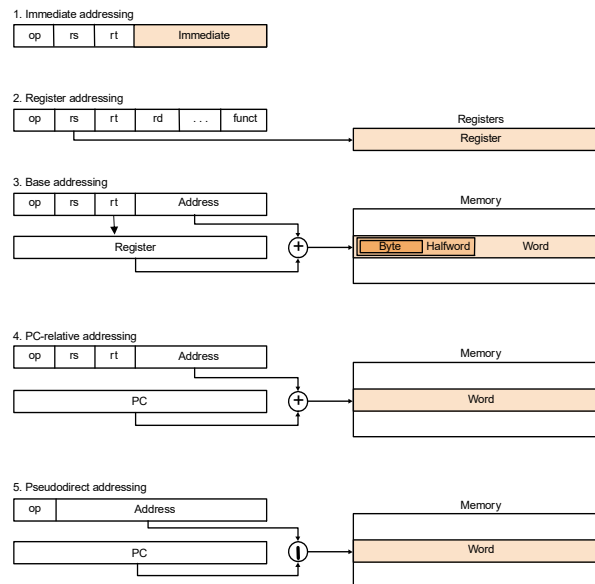 1. Immediate addressing
op rs rt Immediate
2. Register addressing
op rs rt rd . . . funct
Registers
Register
3. Base addressing
op rs rt Address
Memory
Register
+
Byte Halfword Word
4. PC-relative addressing
op rs rt Address
Memory
PC
+
Word
5. Pseudodirect addressing
op Address
Memory
PC
Word